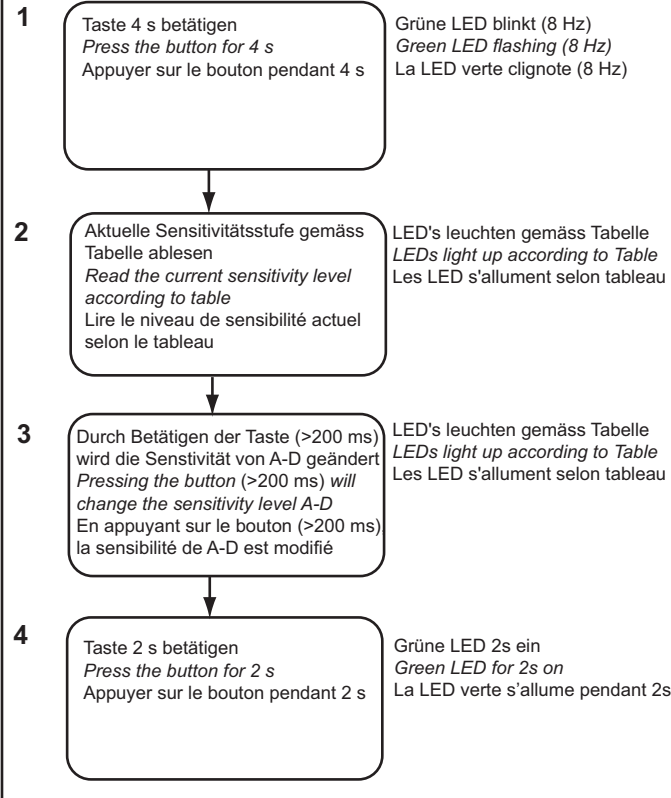 1
Taste 4 s betätigen
Press the button for 4 s
Appuyer sur le bouton pendant 4 s
Grüne LED blinkt (8 Hz)
Green LED flashing (8 Hz)
La LED verte clignote (8 Hz)
2
Aktuelle Sensitivitätsstufe gemäss
Tabelle ablesen
Read the current sensitivity level
according to table
Lire le niveau de sensibilité actuel
selon le tableau
LED's leuchten gemäss Tabelle
LEDs light up according to Table
Les LED s'allument selon tableau
3
Durch Betätigen der Taste (>200 ms)
wird die Senstivität von A-D geändert
Pressing the button (>200 ms) will
change the sensitivity level A-D
En appuyant sur le bouton (>200 ms),
la sensibilité de A-D est modifié
LED's leuchten gemäss Tabelle
LEDs light up according to Table
Les LED s'allument selon tableau
4
Taste 2 s betätigen
Press the button for 2 s
Appuyer sur le bouton pendant 2 s
Grüne LED 2s ein
Green LED for 2s on
La LED verte s’allume pendant 2s